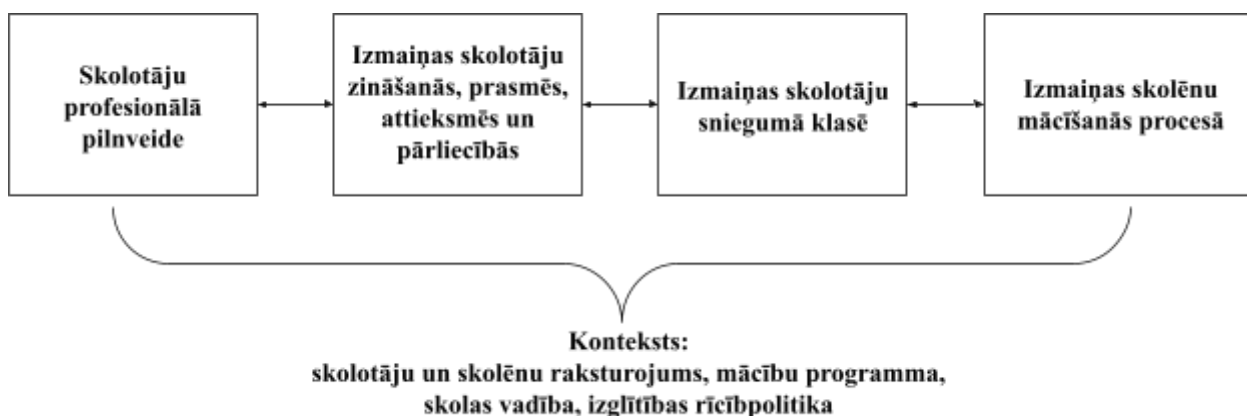 Skolotāju
profesionālā
pilnveide
Izmaiņas skolotāju
zināšanās, prasmēs,
attieksmēs un
pārliecībās
Izmaiņas skolotāju
sniegumā klasē
Izmaiņas skolēnu
mācīšanās procesā
Konteksts:
skolotāju un skolēnu raksturojums, mācību programma,
skolas vadība, izglītības rīcībpolitika